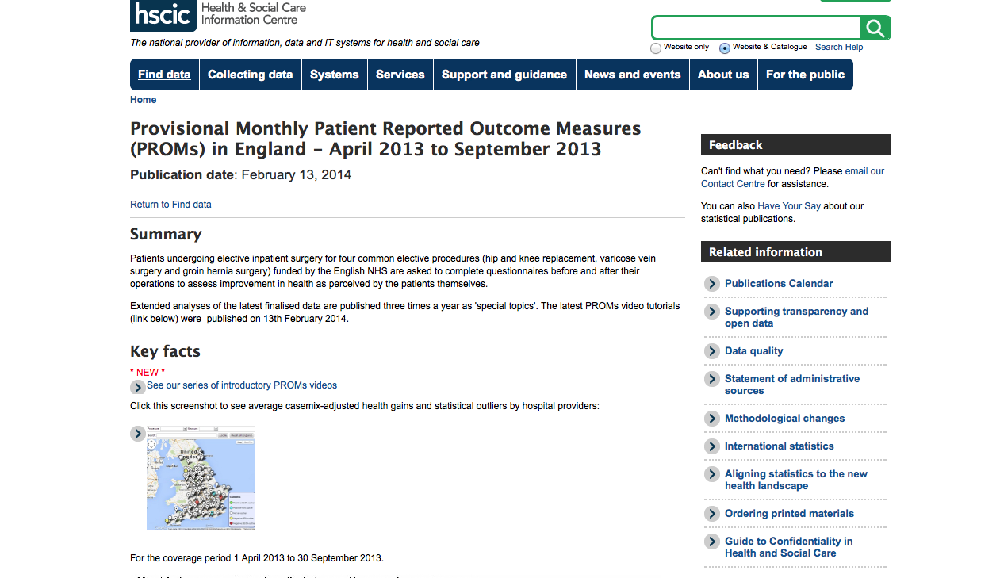 hscic
Health & Social Care
Information Centre
The national provider of information, data and IT systems for health and social care
Website only
Website & Catalogue
Search Help
Find data
Collecting data
Systems
Services
Support and guidance
News and events
About us
For the public
Home
Provisional Monthly Patient Reported Outcome Measures
(PROMs) in England – April 2013 to September 2013
Publication date: February 13, 2014
Return to Find data
Summary
Patients undergoing elective inpatient surgery for four common elective procedures (hip and knee replacement, varicose vein
surgery and groin hernia surgery) funded by the English NHS are asked to complete questionnaires before and after their
operations to assess improvement in health as perceived by the patients themselves.
Extended analyses of the latest finalised data are published three times a year as 'special topics'. The latest PROMs video tutorials
(link below) were published on 13th February 2014.
Key facts
* NEW *
See our series of introductory PROMs videos
Click this screenshot to see average casemix-adjusted health gains and statistical outliers by hospital providers:
United
Kingdom
For the coverage period 1 April 2013 to 30 September 2013.
Feedback
Can't find what you need? Please email our
Contact Centre for assistance.
You can also Have Your Say about our
statistical publications.
Related information
Publications Calendar
Supporting transparency and
open data
Data quality
Statement of administrative
sources
Methodological changes
International statistics
Aligning statistics to the new
health landscape
Ordering printed materials
Guide to Confidentiality in
Health and Social Care